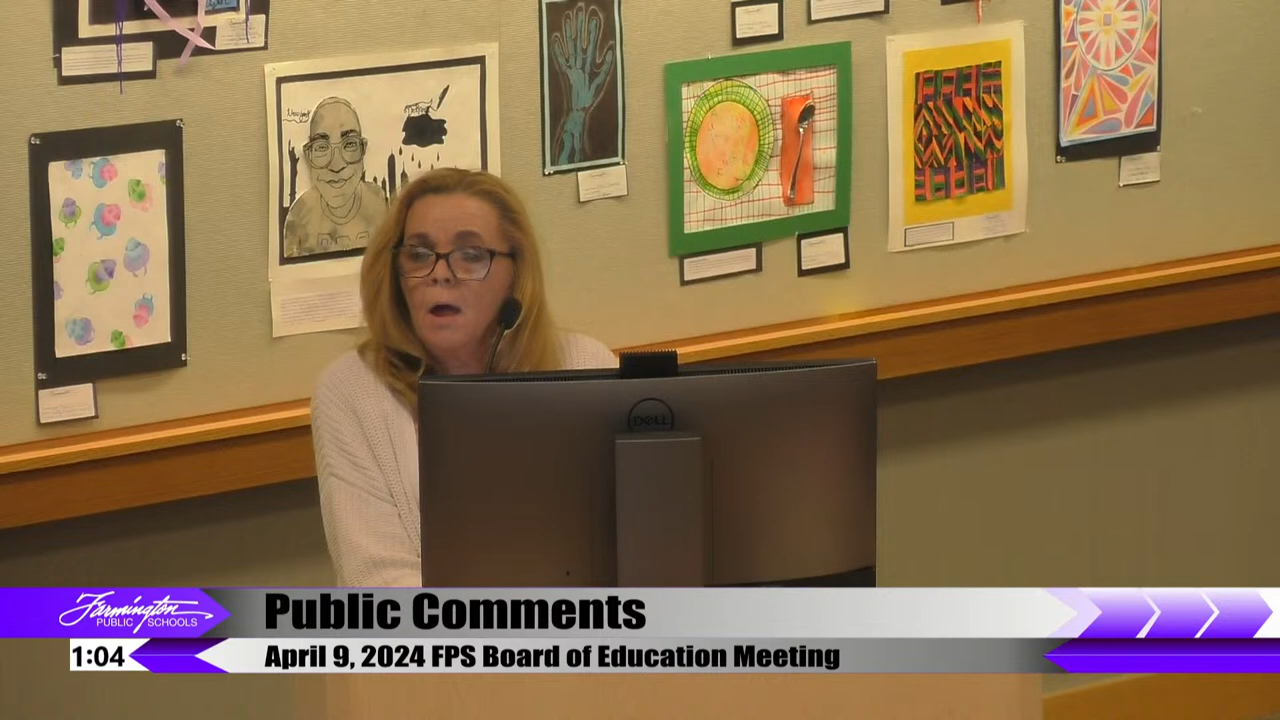 DELL
Farmington
PUBLIC SCHOOLS
Public Comments
1:04
April 9, 2024 FPS Board of Education Meeting